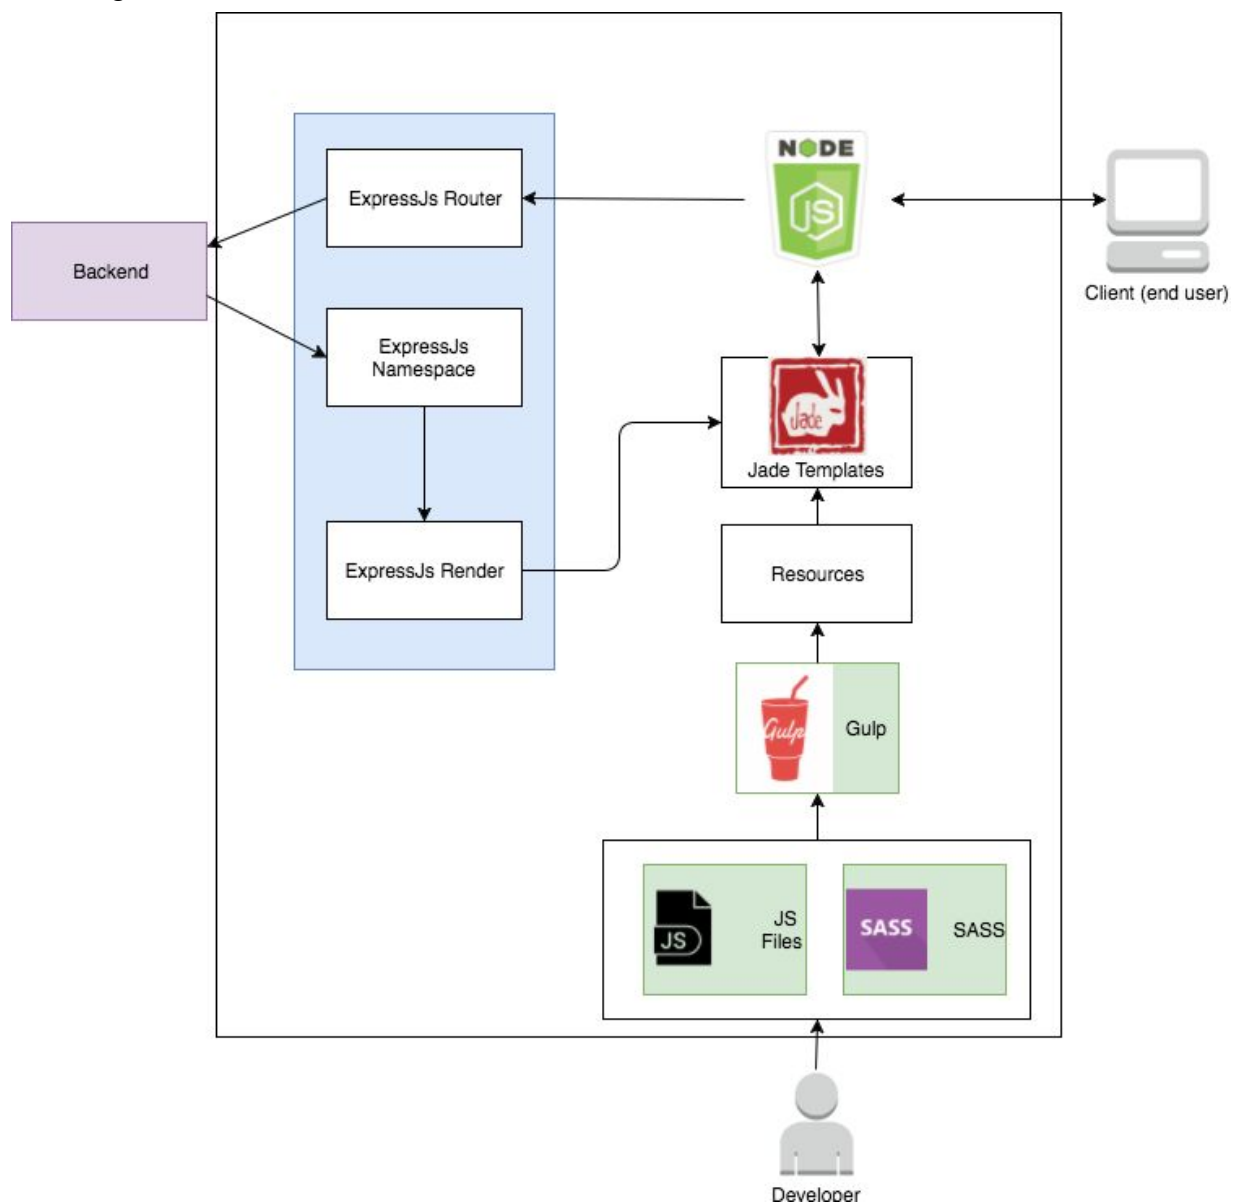 NODE
JS
ExpressJs Router
Backend
Client (end user)
ExpressJs
Namespace
Jade
Jade Templates
ExpressJs Render
Resources
Gulp
Gulp
JS
JS
Files
SASS
SASS
Developer